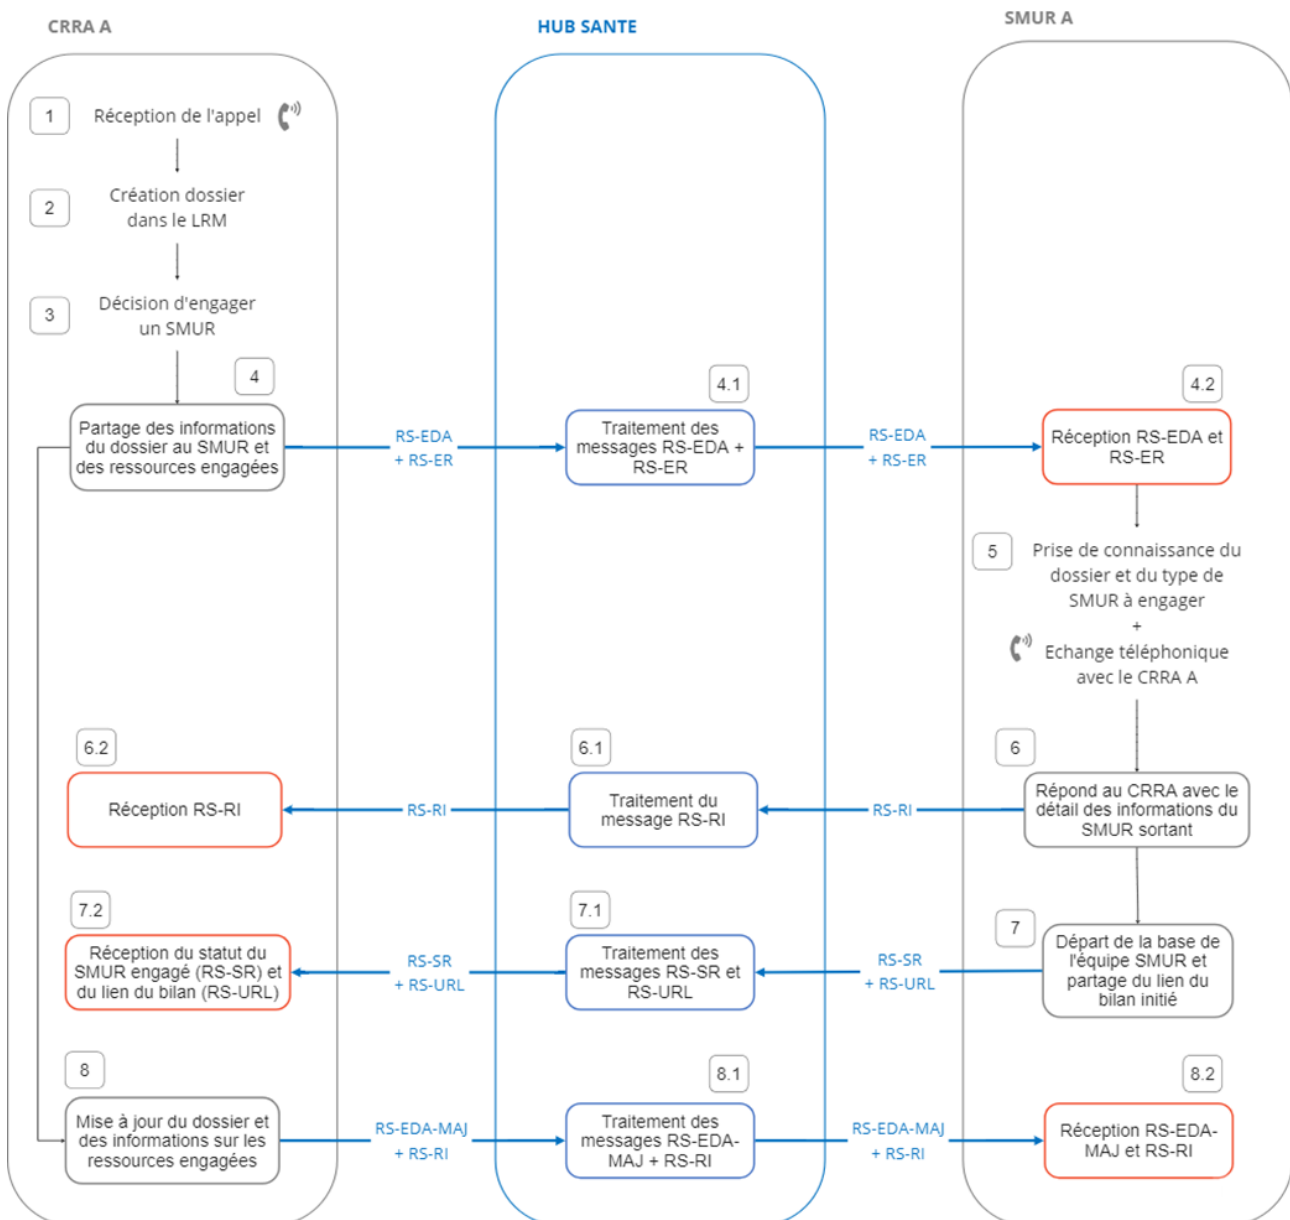 CRRA A
HUB SANTE
SMUR A
1
Réception de l'appel
2
Création dossier
dans le LRM
3
Décision d'engager
un SMUR
4
Partage des informations
du dossier au SMUR et
des ressources engagées
RS-EDA
+ RS-ER
4.1
Traitement des
messages RS-EDA +
RS-ER
RS-EDA
+ RS-ER
4.2
Réception RS-EDA et
RS-ER
5
Prise de connaissance du
dossier et du type de
SMUR à engager
+
Echange téléphonique
avec le CRRA A
6
Répond au CRRA avec le
détail des informations du
SMUR sortant
RS-RI
6.1
Traitement du
message RS-RI
RS-RI
6.2
Réception RS-RI
7
Départ de la base de
l'équipe SMUR et
partage du lien du
bilan initié
RS-SR
+ RS-URL
7.1
Traitement des
messages RS-SR et
RS-URL
RS-SR
+ RS-URL
7.2
Réception du statut du
SMUR engagé (RS-SR) et
du lien du bilan (RS-URL)
8
Mise à jour du dossier et
des informations sur les
ressources engagées
RS-EDA-MAJ
+ RS-RI
8.1
Traitement des
messages RS-EDA-
MAJ + RS-RI
RS-EDA-MAJ
+ RS-RI
8.2
Réception RS-EDA-
MAJ et RS-RI